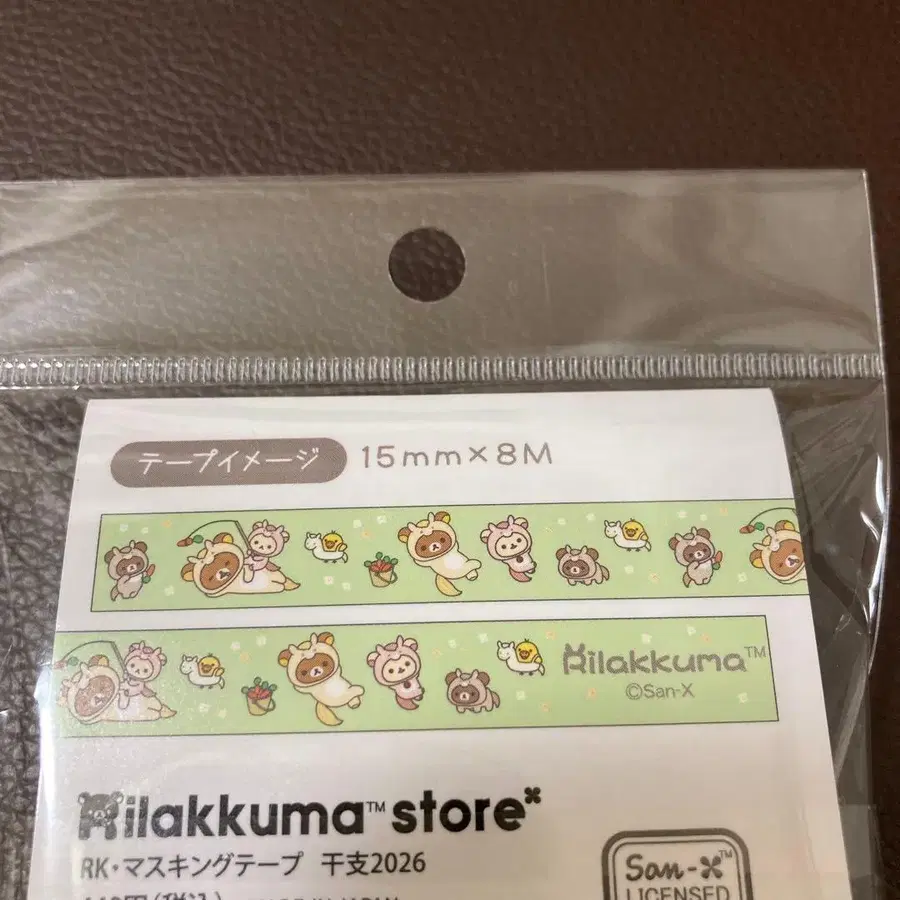 テープイメージ 15mm×8M
Rilakkuma™
©San-X
Rilakkuma™ store
RK・マスキングテープ 干支2026
San-X™
LICENSED